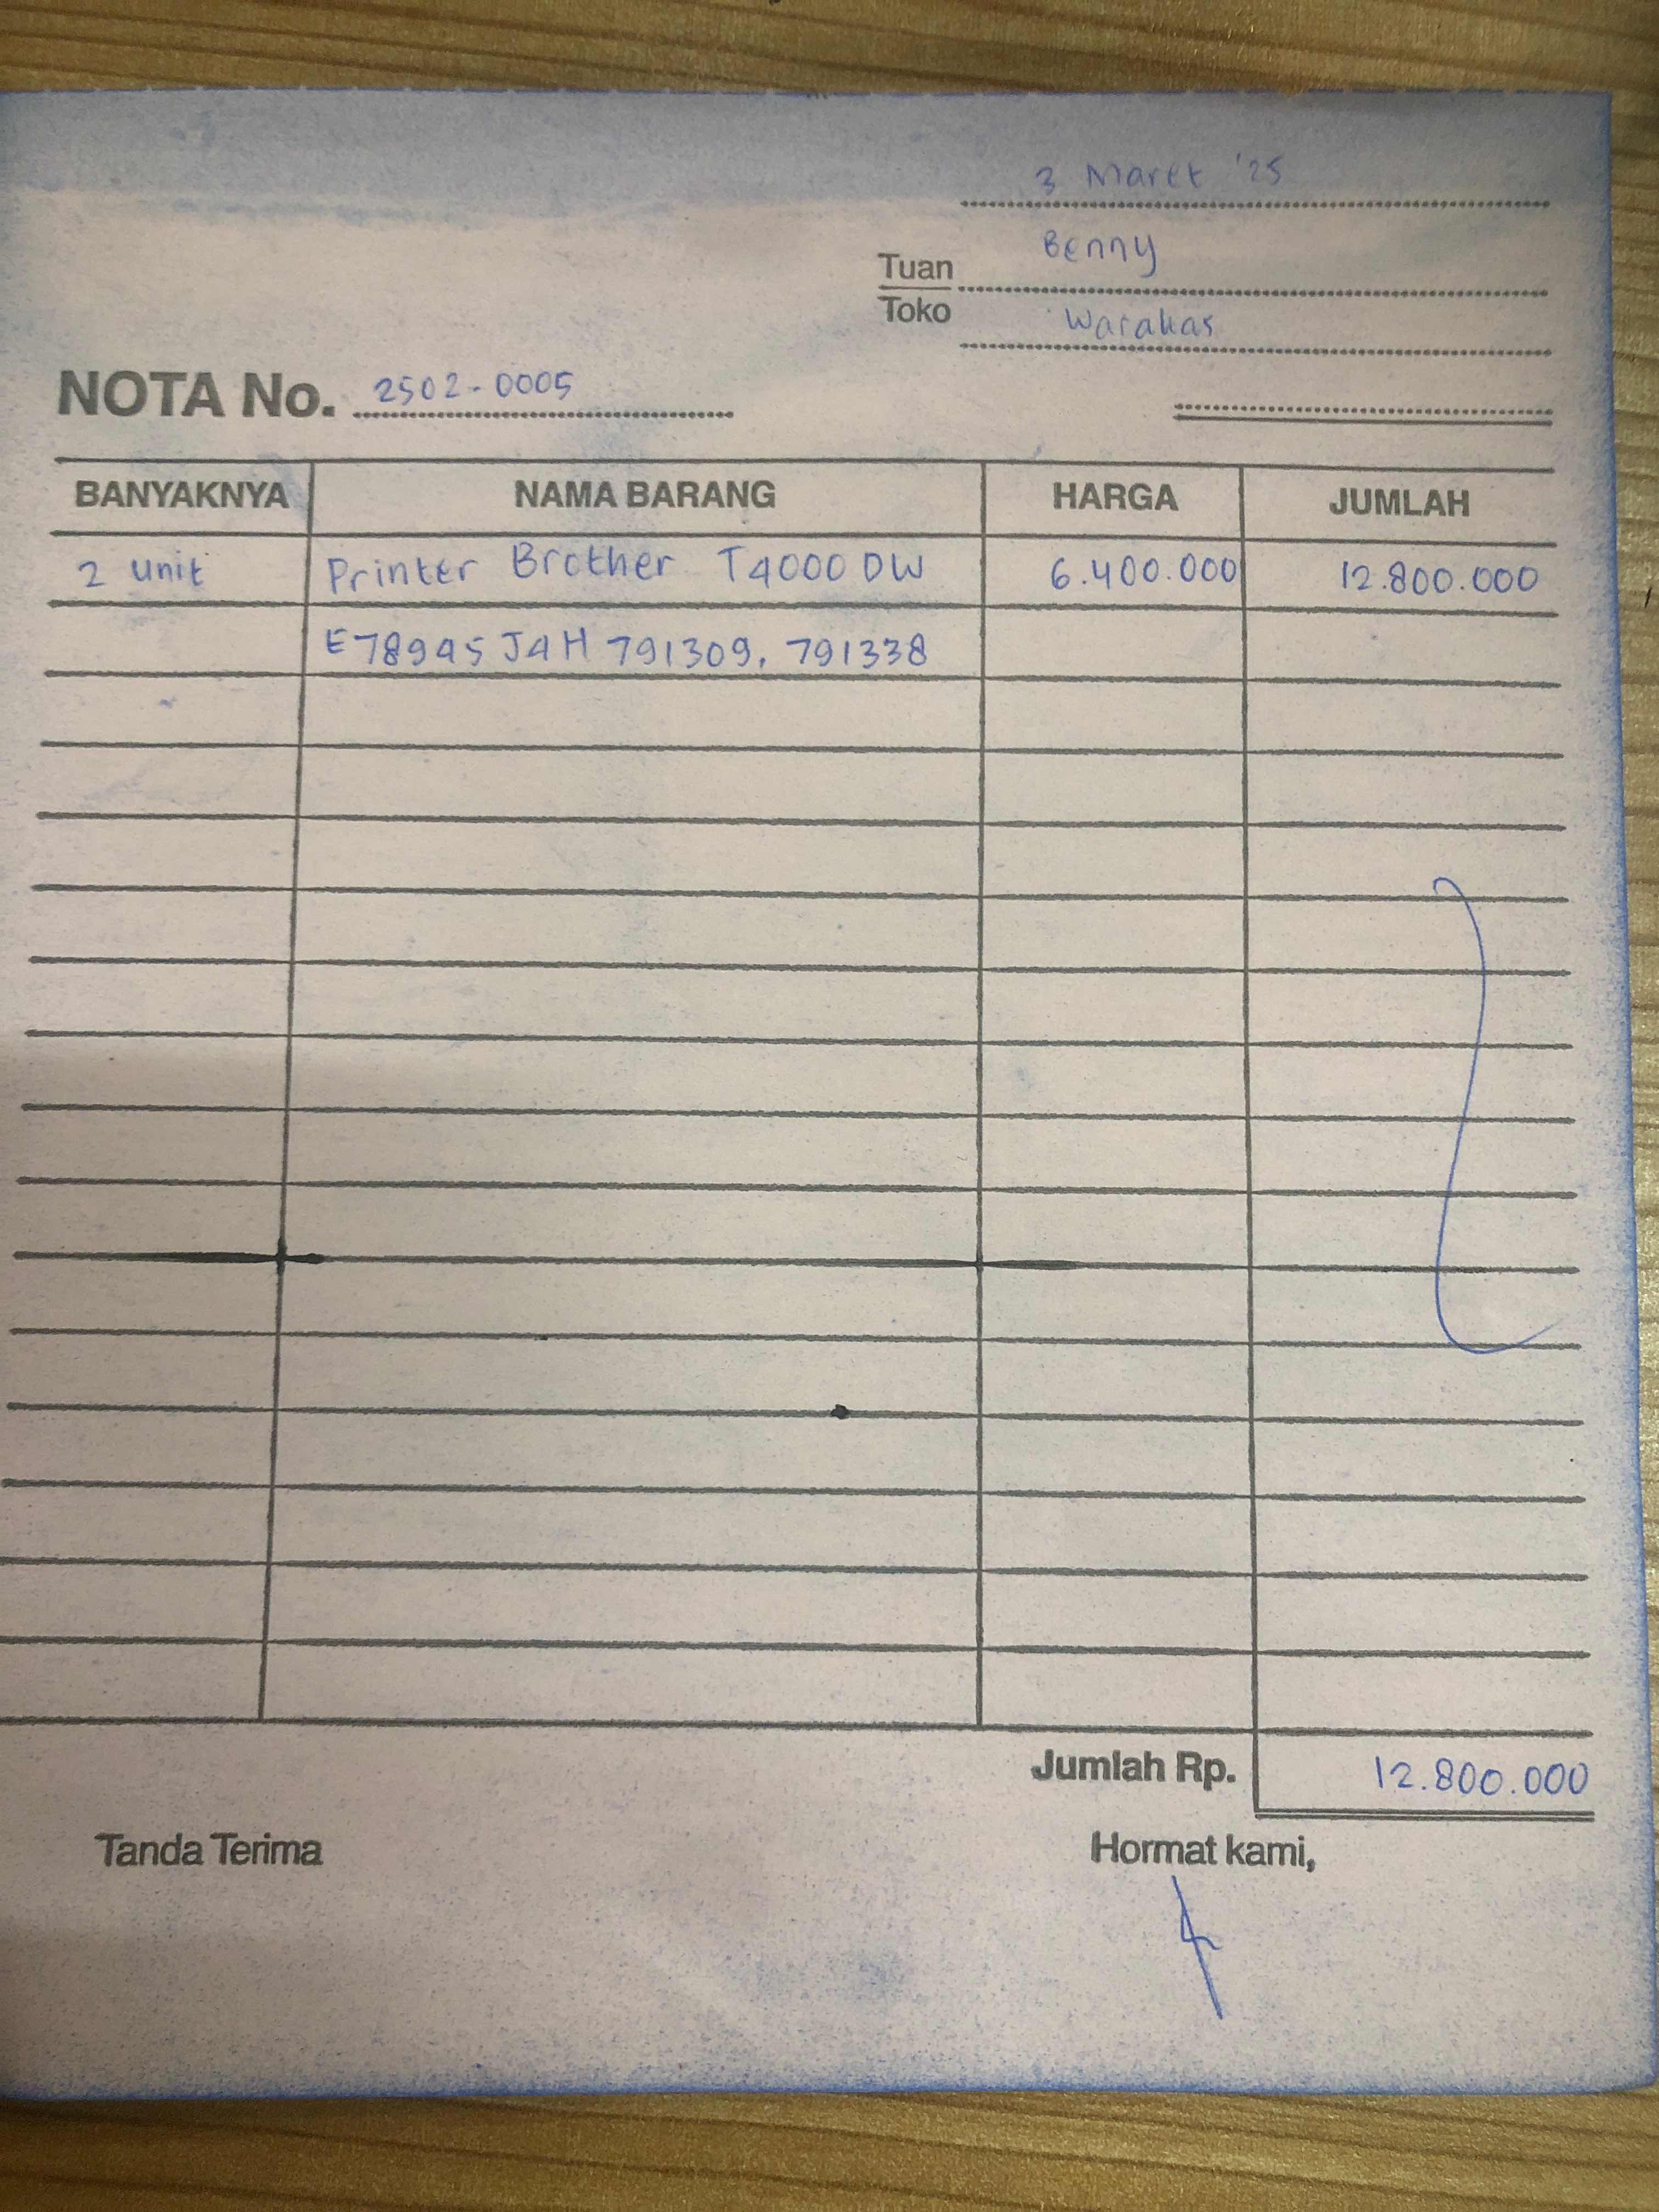 3 Maret '25
Tuan Benny
Toko Warakas
NOTA No. 2502-0005
BANYAKNYA NAMA BARANG HARGA JUMLAH
2 unit Printer Brother T4000 DW 6.400.000 12.800.000
E78945 J4H 791309, 791338
Jumlah Rp. 12.800.000
Tanda Terima Hormat kami,